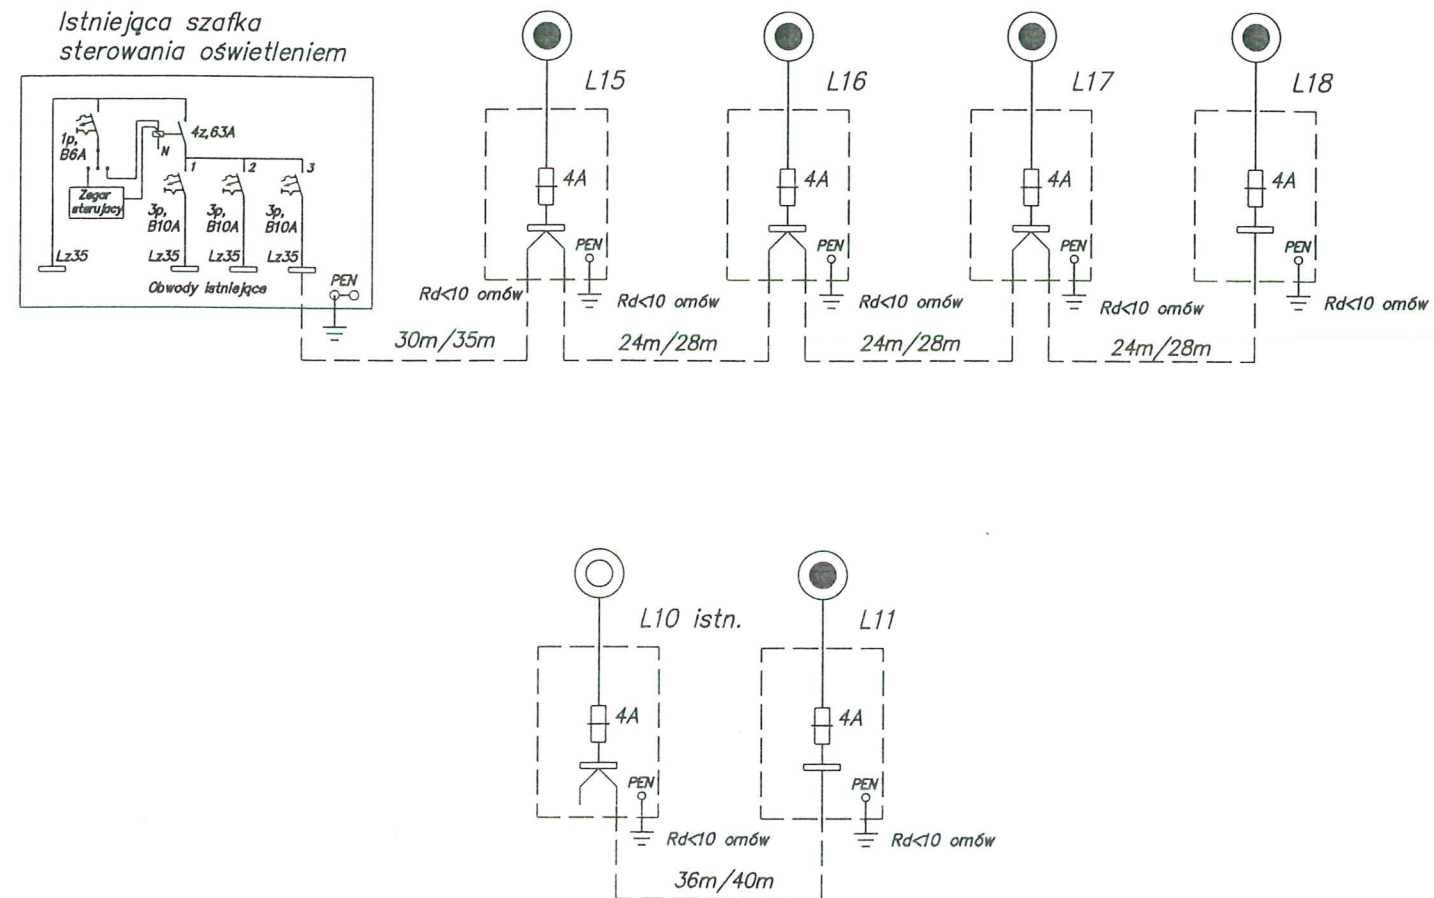 Istniejąca szafka
sterowania oświetleniem
1p,
B6A
N
4z,63A
1
2
3
Zegar
sterujacy
3p,
B10A
3p,
B10A
3p,
B10A
Lz35
Lz35
Lz35
Lz35
Obwody istniejące
PEN
L15
4A
PEN
Rd<10 omów
Rd<10 omów
30m/35m
L16
4A
PEN
Rd<10 omów
24m/28m
L17
4A
PEN
Rd<10 omów
24m/28m
L18
4A
PEN
Rd<10 omów
24m/28m
L10 istn.
4A
PEN
Rd<10 omów
36m/40m
L11
4A
PEN
Rd<10 omów